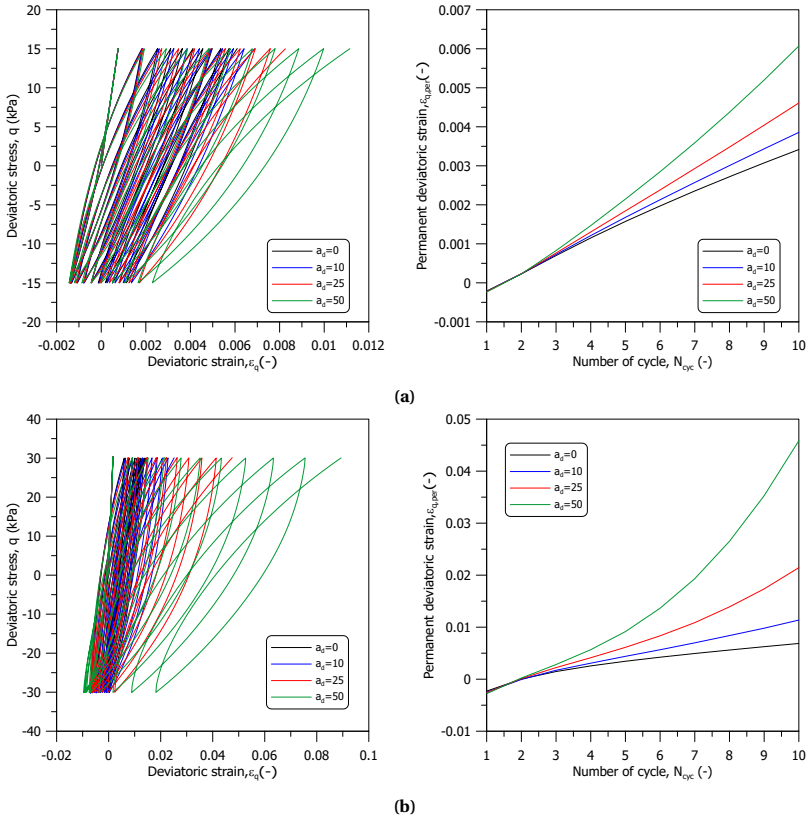 20
15
10
5
0
-5
-10
-15
-20
Deviatoric stress, q (kPa)
-0.002 0 0.002 0.004 0.006 0.008 0.01 0.012
Deviatoric strain,εq(-)
ad=0
ad=10
ad=25
ad=50
0.007
0.006
0.005
0.004
0.003
0.002
0.001
0
-0.001
Permanent deviatoric strain,εq,per(-)
1 2 3 4 5 6 7 8 9 10
Number of cycle, Ncyc (-)
ad=0
ad=10
ad=25
ad=50
(a)
40
30
20
10
0
-10
-20
-30
-40
Deviatoric stress, q (kPa)
-0.02 0 0.02 0.04 0.06 0.08 0.1
Deviatoric strain,εq(-)
ad=0
ad=10
ad=25
ad=50
0.05
0.04
0.03
0.02
0.01
0
-0.01
Permanent deviatoric strain,εq,per(-)
1 2 3 4 5 6 7 8 9 10
Number of cycle, Ncyc (-)
ad=0
ad=10
ad=25
ad=50
(b)